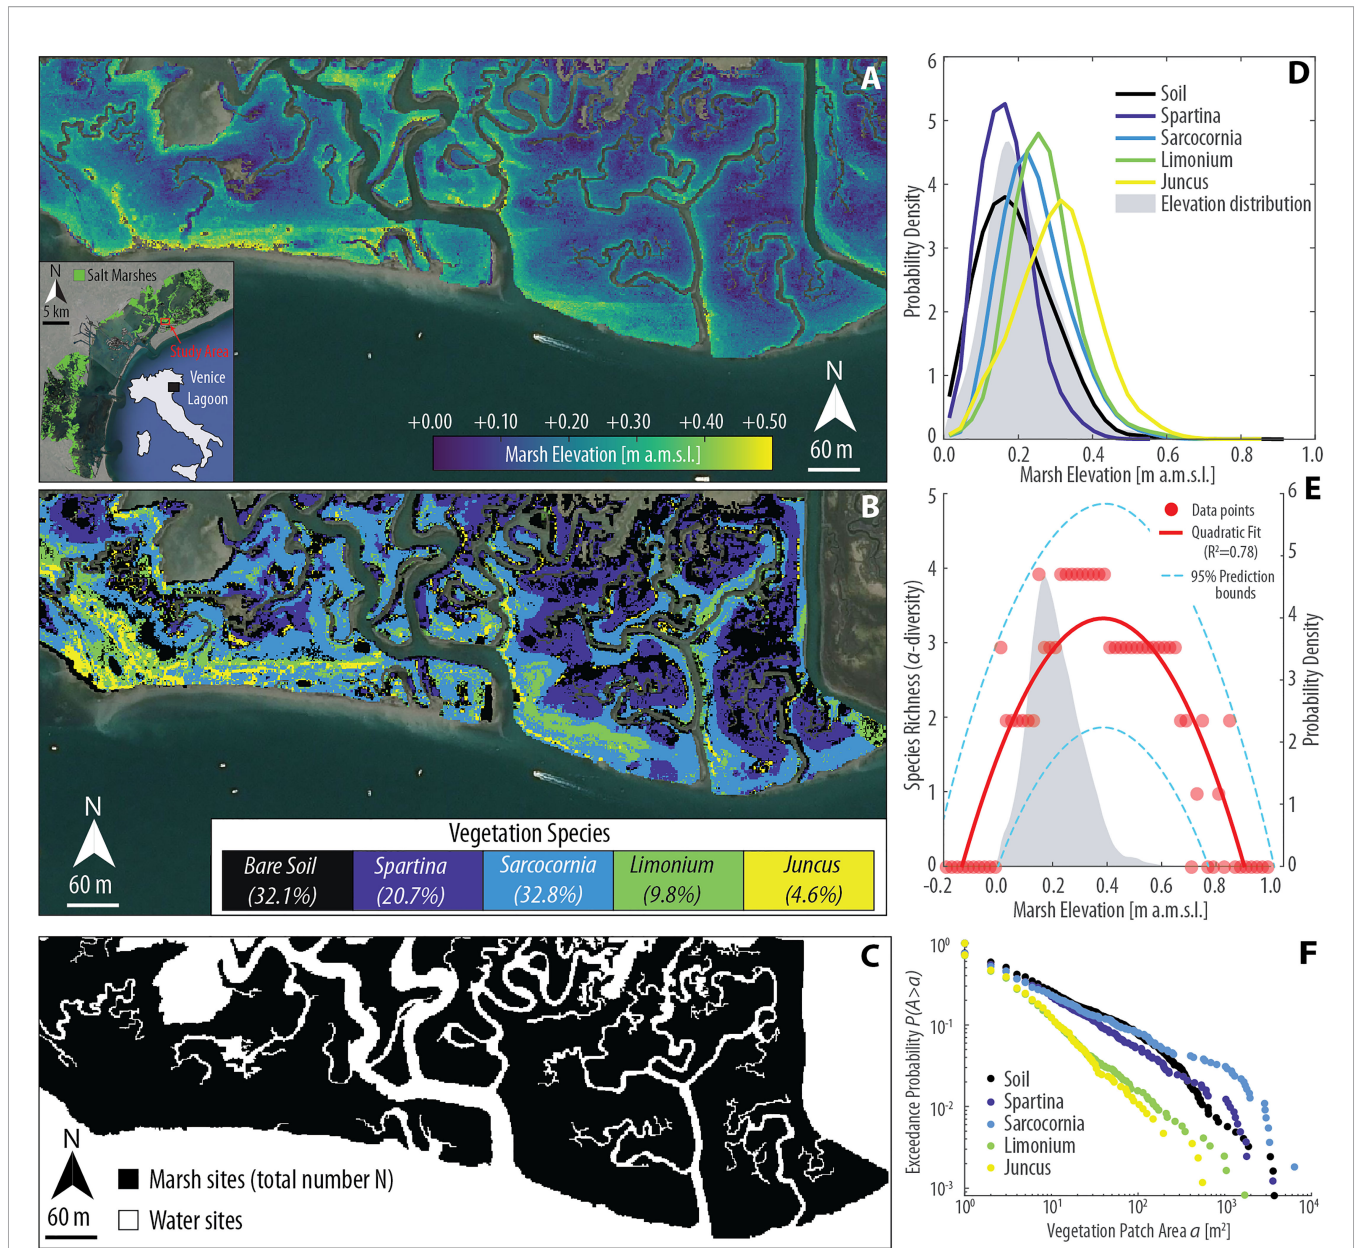 A
N
Salt Marshes
5 km
Study Area
Venice
Lagoon
N
60 m
+0.00 +0.10 +0.20 +0.30 +0.40 +0.50
Marsh Elevation [m a.m.s.l.]
B
N
60 m
Vegetation Species
Bare Soil Spartina Sarcocornia Limonium Juncus
(32.1%) (20.7%) (32.8%) (9.8%) (4.6%)
C
N
60 m
Marsh sites (total number N)
Water sites
D
Probability Density
6
5
4
3
2
1
0
Soil
Spartina
Sarcocornia
Limonium
Juncus
Elevation distribution
0.0 0.2 0.4 0.6 0.8 1.0
Marsh Elevation [m a.m.s.l.]
E
Species Richness (α-diversity)
5
4
3
2
1
0
Data points
Quadratic Fit
(R²=0.78)
95% Prediction
bounds
6
5
4
3
2
1
0
Probability Density
-0.2 0.0 0.2 0.4 0.6 0.8 1.0
Marsh Elevation [m a.m.s.l.]
F
Exceedance Probability P(A>a)
10⁰
10⁻¹
10⁻²
10⁻³
Soil
Spartina
Sarcocornia
Limonium
Juncus
10⁰ 10¹ 10² 10³ 10⁴
Vegetation Patch Area a [m²]